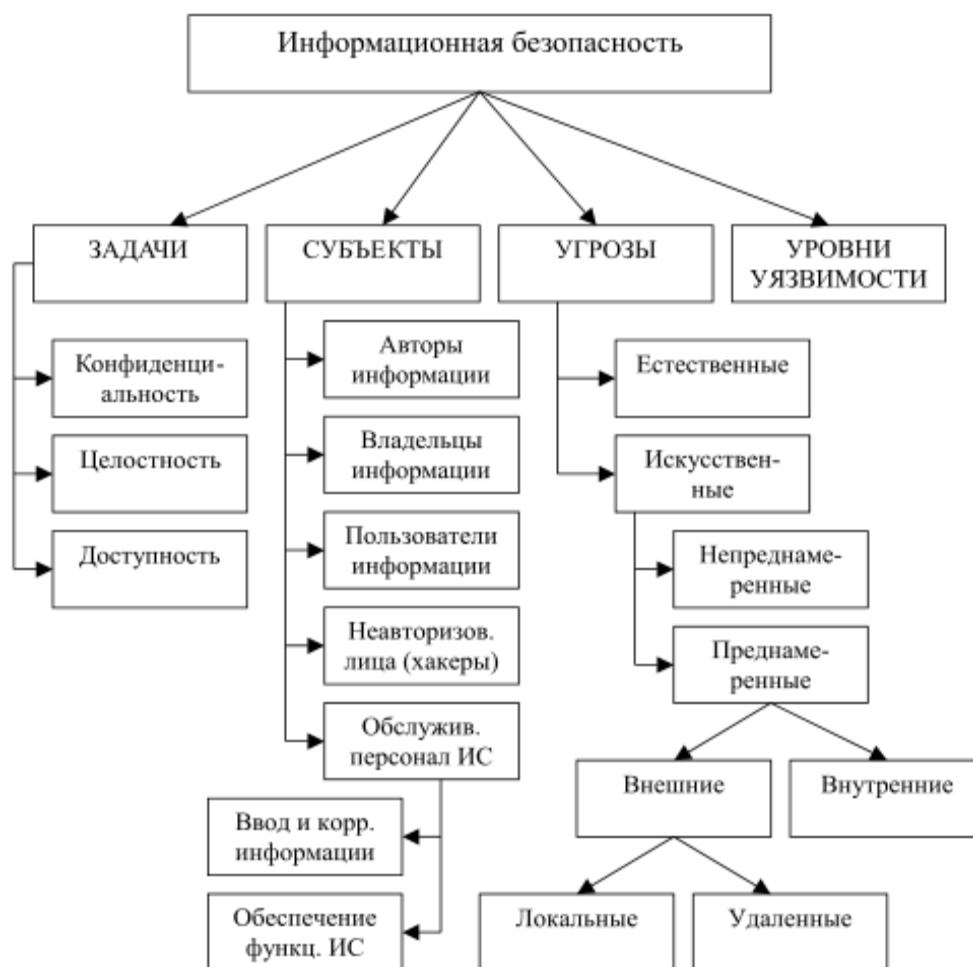 Информационная безопасность
ЗАДАЧИ
СУБЪЕКТЫ
УГРОЗЫ
УРОВНИ
УЯЗВИМОСТИ
Конфиденци-
альность
Целостность
Доступность
Авторы
информации
Владельцы
информации
Пользователи
информации
Неавторизов.
лица (хакеры)
Обслужив.
персонал ИС
Ввод и корр.
информации
Обеспечение
функц. ИС
Естественные
Искусствен-
ные
Непреднаме-
ренные
Преднаме-
ренные
Внешние
Внутренние
Локальные
Удаленные